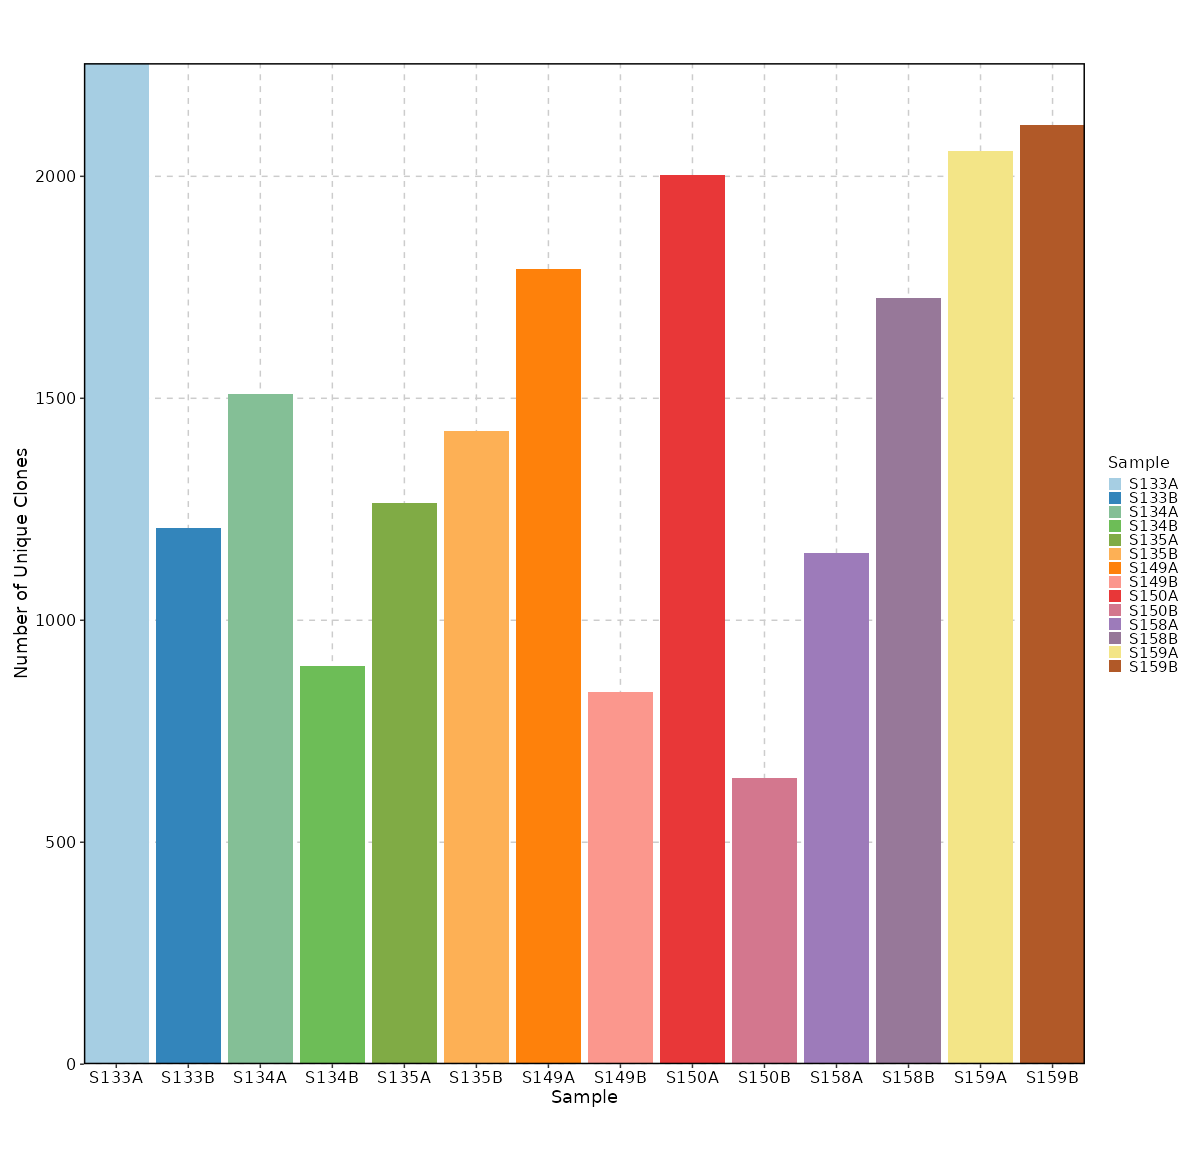 Number of Unique Clones
2000
1500
1000
500
0
S133A S133B S134A S134B S135A S135B S149A S149B S150A S150B S158A S158B S159A S159B
Sample
Sample
S133A
S133B
S134A
S134B
S135A
S135B
S149A
S149B
S150A
S150B
S158A
S158B
S159A
S159B